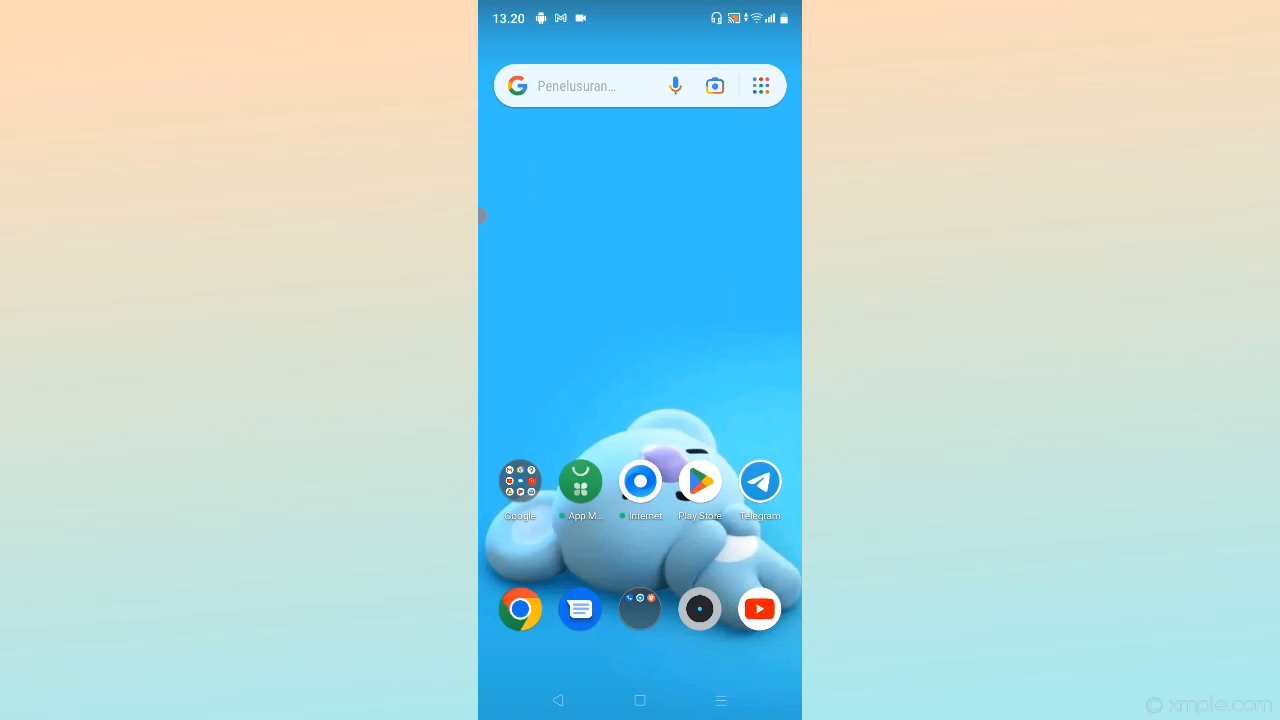 13.20
Penelusuran...
Google
App M...
Internet
Play Store
Telegram
xmple.com